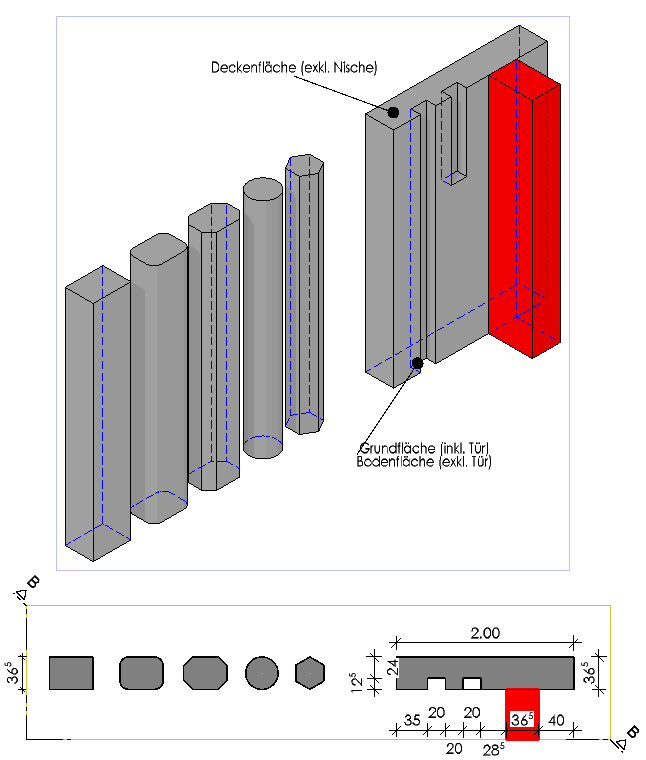 Deckenfläche (exkl. Nische)
Grundfläche (inkl. Tür)
Bodenfläche (exkl. Tür)
B
2.00
36⁵
12⁵
24
36⁵
35
20
20
36⁵
40
20
28⁵
B